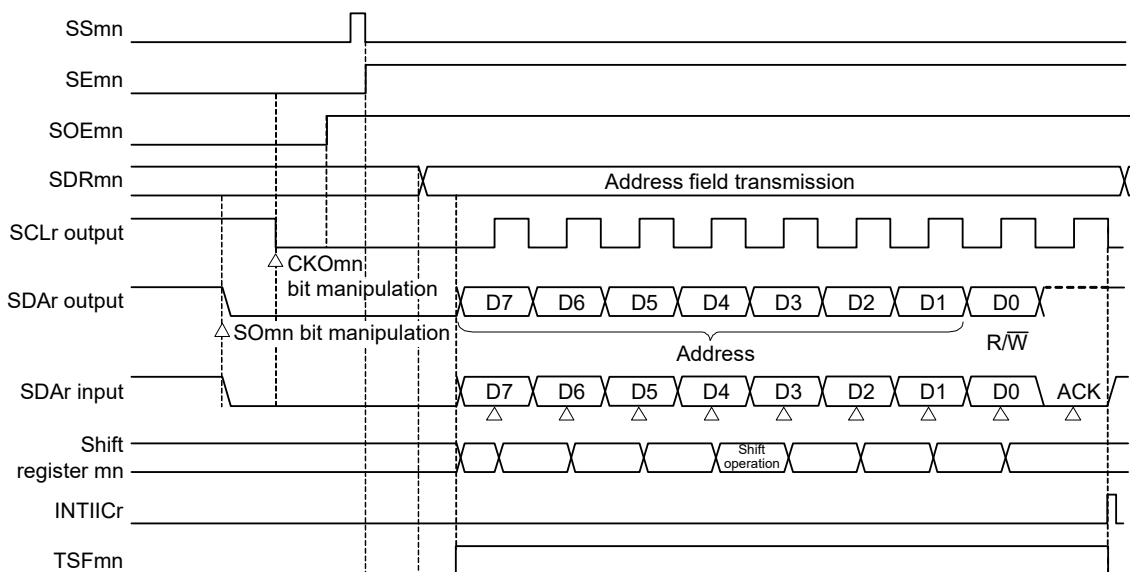 SSmn
SEmn
SOEmn
SDRmn
Address field transmission
SCLr output
CKOmn
bit manipulation
SDAr output
D7 D6 D5 D4 D3 D2 D1 D0
SOmn bit manipulation
Address
R/W̅
SDAr input
D7 D6 D5 D4 D3 D2 D1 D0 ACK
Shift
register mn
Shift
operation
INTIICr
TSFmn